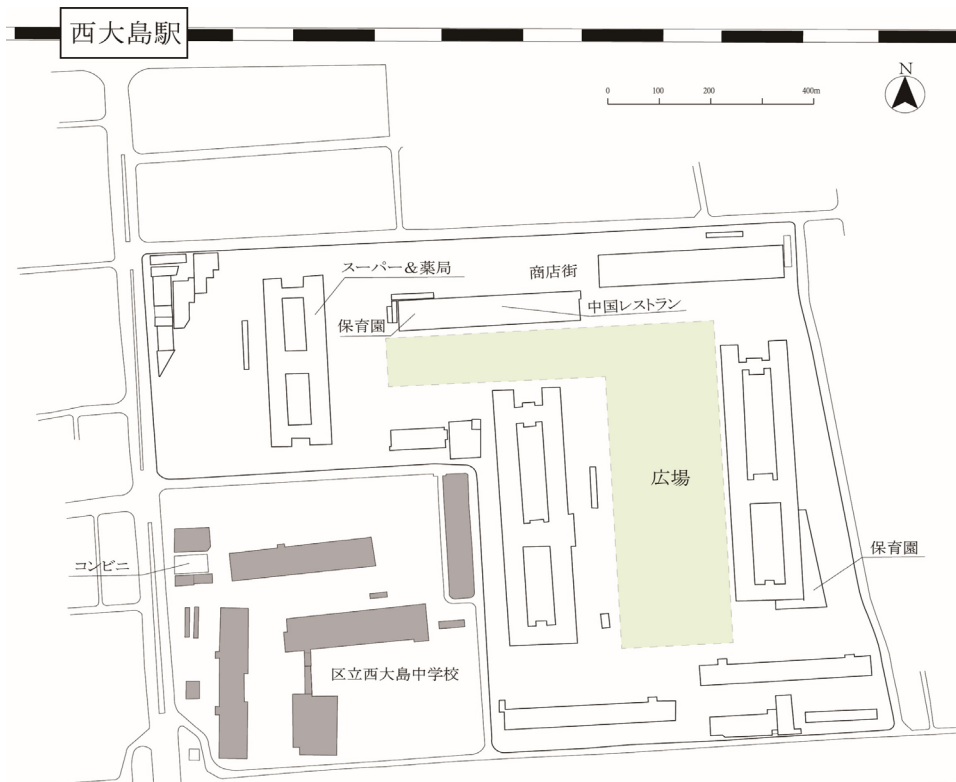 西大島駅
N
0 100 200 400m
スーパー＆薬局
商店街
中国レストラン
保育園
広場
コンビニ
保育園
区立西大島中学校